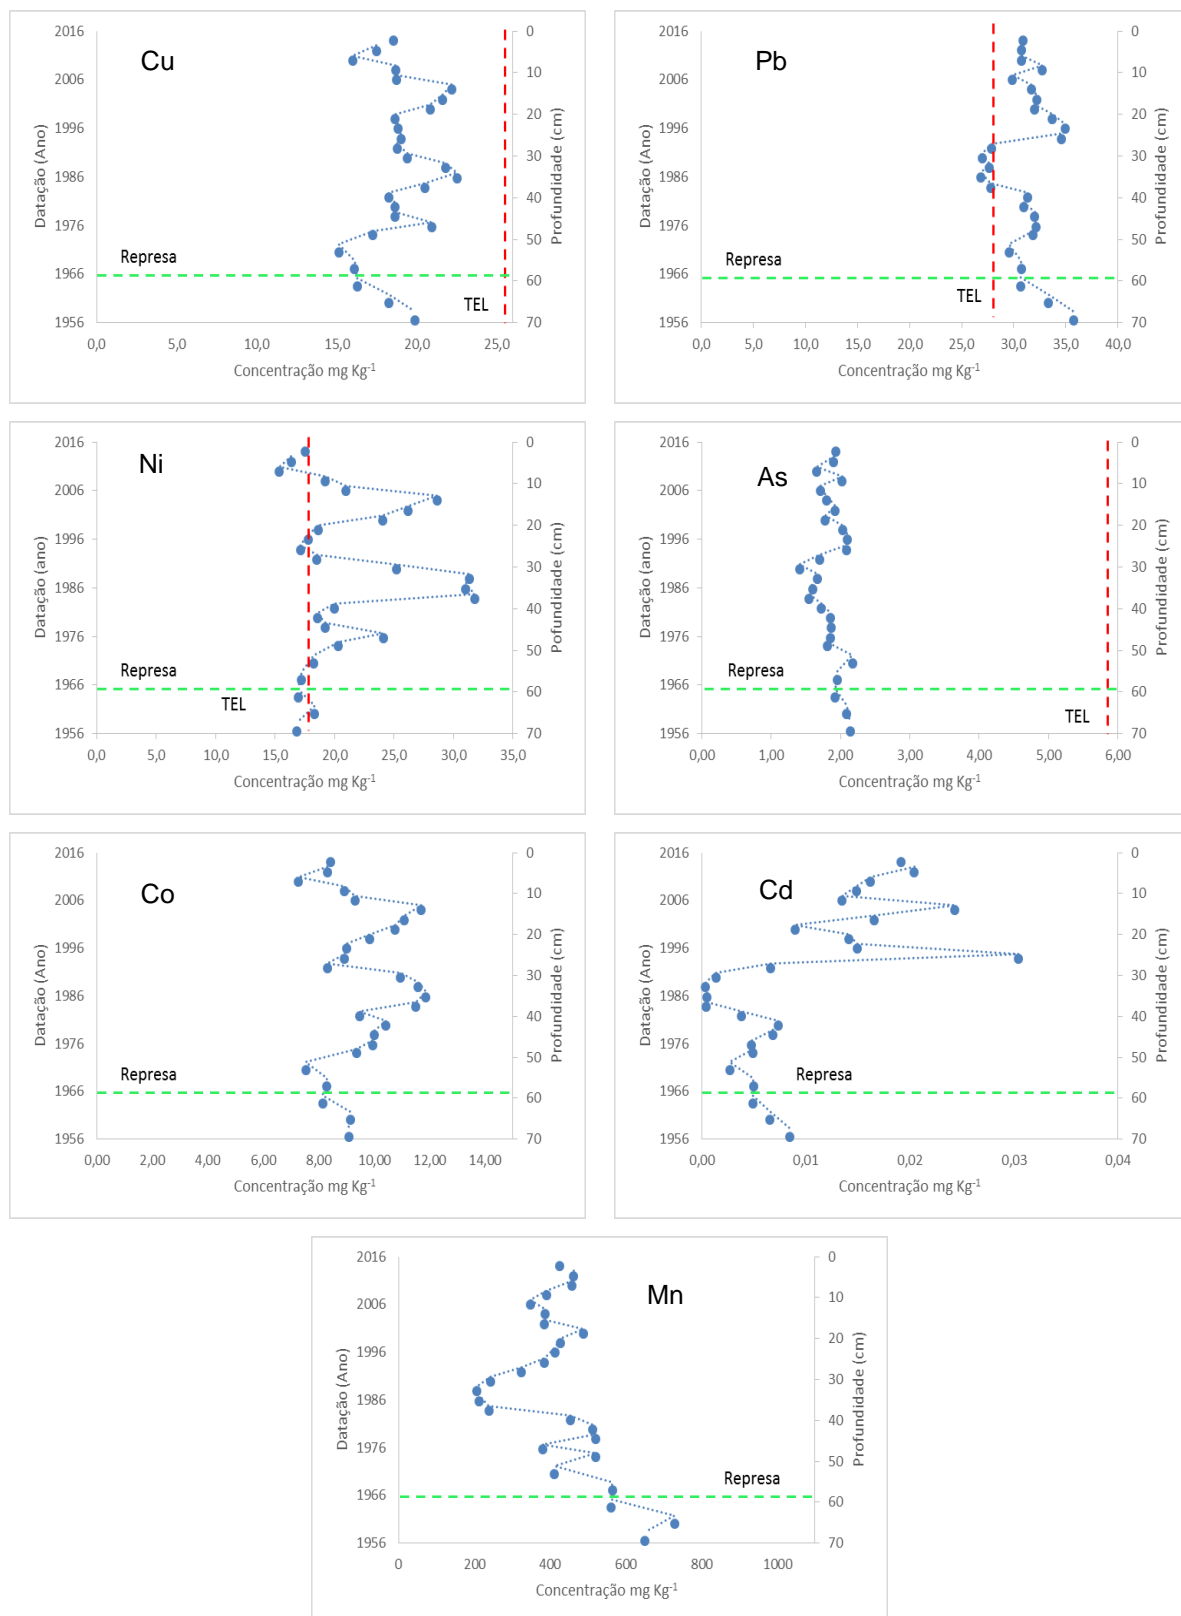 Cu
2016
2006
1996
1986
1976
1966
1956
Datação (Ano)
0
10
20
30
40
50
60
70
Profundidade (cm)
Represa
TEL
0,0 5,0 10,0 15,0 20,0 25,0
Concentração mg Kg-1
Pb
2016
2006
1996
1986
1976
1966
1956
Datação (Ano)
0
10
20
30
40
50
60
70
Profundidade (cm)
Represa
TEL
0,0 5,0 10,0 15,0 20,0 25,0 30,0 35,0 40,0
Concentração mg Kg-1
Ni
2016
2006
1996
1986
1976
1966
1956
Datação (ano)
0
10
20
30
40
50
60
70
Pofundidade (cm)
Represa
TEL
0,0 5,0 10,0 15,0 20,0 25,0 30,0 35,0
Concentração mg Kg-1
As
2016
2006
1996
1986
1976
1966
1956
Datação (ano)
0
10
20
30
40
50
60
70
Profundidade (cm)
Represa
TEL
0,00 1,00 2,00 3,00 4,00 5,00 6,00
Concentração mg Kg-1
Co
2016
2006
1996
1986
1976
1966
1956
Datação (Ano)
0
10
20
30
40
50
60
70
Profundidade (cm)
Represa
0,00 2,00 4,00 6,00 8,00 10,00 12,00 14,00
Concentração mg Kg-1
Cd
2016
2006
1996
1986
1976
1966
1956
Datação (Ano)
0
10
20
30
40
50
60
70
Profundidade (cm)
Represa
0,00 0,01 0,02 0,03 0,04
Concentração mg Kg-1
Mn
2016
2006
1996
1986
1976
1966
1956
Datação (Ano)
0
10
20
30
40
50
60
70
Profundidade (cm)
Represa
0 200 400 600 800 1000
Concentração mg Kg-1